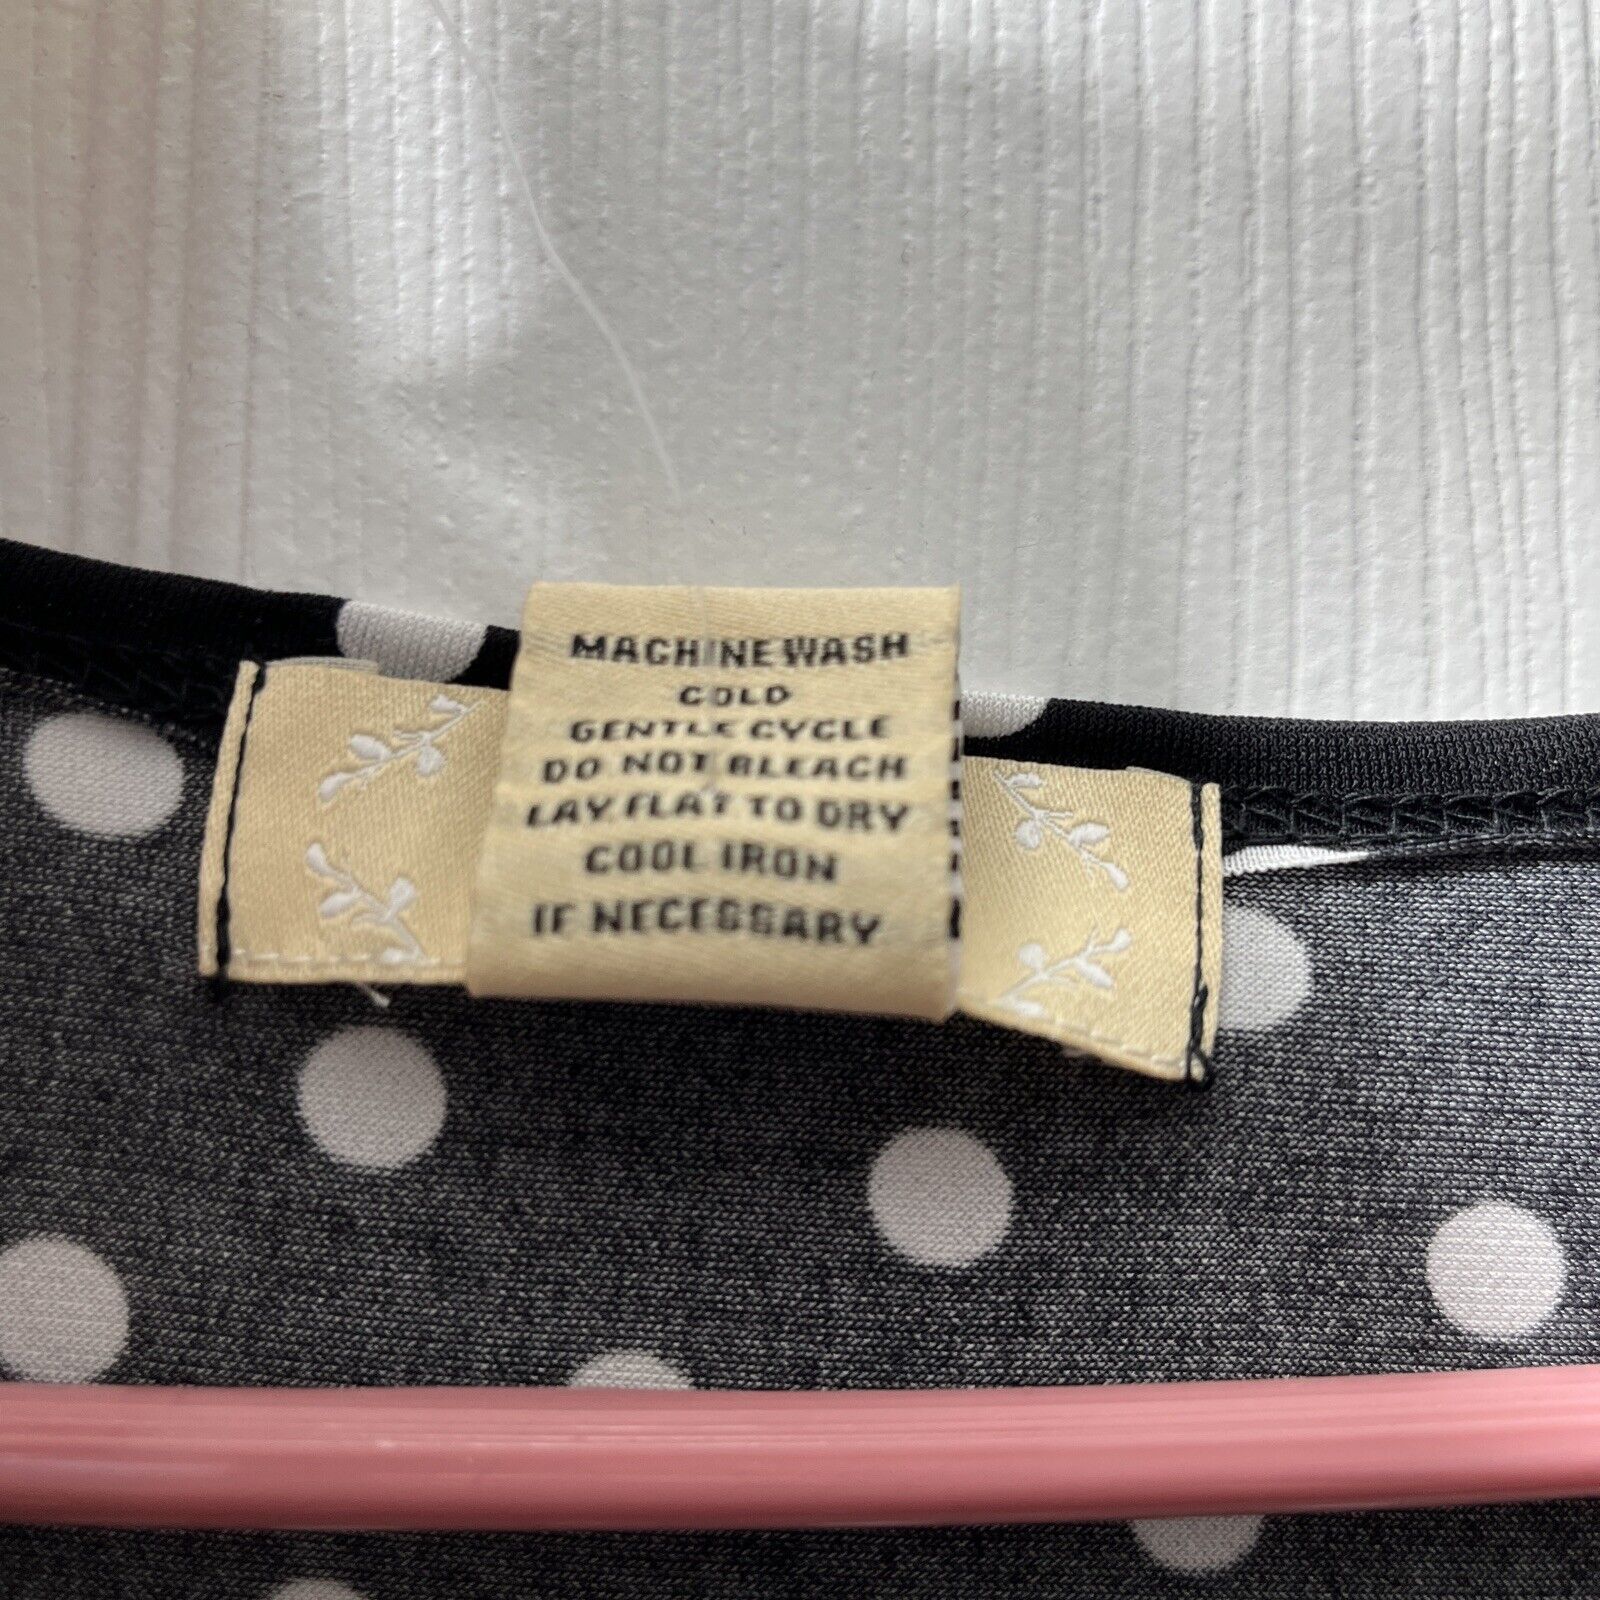 MACHINE WASH
COLD
GENTLE CYCLE
DO NOT BLEACH
LAY FLAT TO DRY
COOL IRON
IF NECESSARY